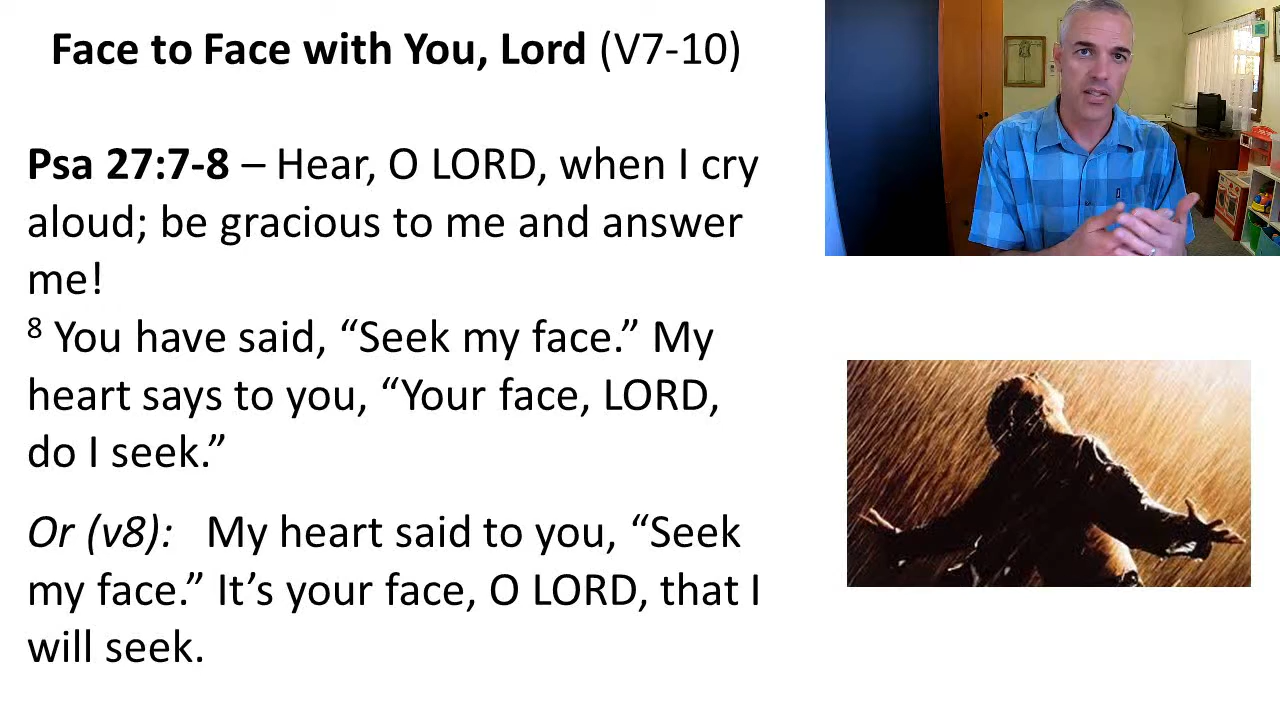 Face to Face with You, Lord (V7-10)
Psa 27:7-8 – Hear, O LORD, when I cry
aloud; be gracious to me and answer
me!
8 You have said, “Seek my face.” My
heart says to you, “Your face, LORD,
do I seek.”
Or (v8): My heart said to you, “Seek
my face.” It’s your face, O LORD, that I
will seek.